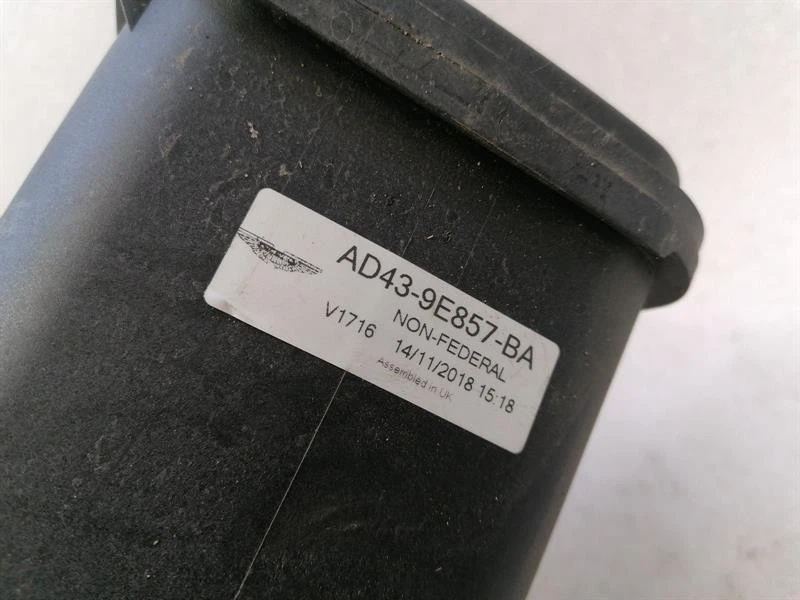 AD43-9E857-BA
NON-FEDERAL
V1716 14/11/2018 15:18
Assembled in UK